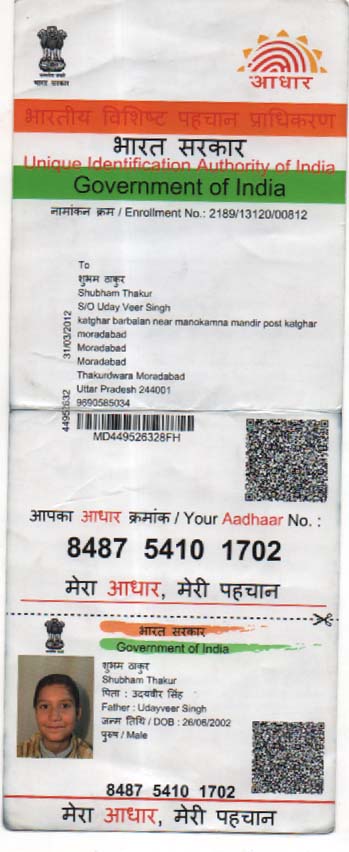 भारत सरकार
आधार
भारतीय विशिष्ट पहचान प्राधिकरण
भारत सरकार
Unique Identification Authority of India
Government of India
नामांकन क्रम / Enrollment No.: 2189/13120/00812
To
शुभम ठाकुर
Shubham Thakur
S/O Uday Veer Singh
katghar barbalan near manokamna mandir post katghar
moradabad
Moradabad
Moradabad
Thakurdwara Moradabad
Uttar Pradesh 244001
9690585034
31/03/2012
MD449526328FH
आपका आधार क्रमांक / Your Aadhaar No. :
8487 5410 1702
मेरा आधार, मेरी पहचान
भारत सरकार
Government of India
शुभम ठाकुर
Shubham Thakur
पिता : उदयवीर सिंह
Father : Udayveer Singh
जन्म तिथि / DOB : 26/06/2002
पुरुष / Male
8487 5410 1702
मेरा आधार, मेरी पहचान